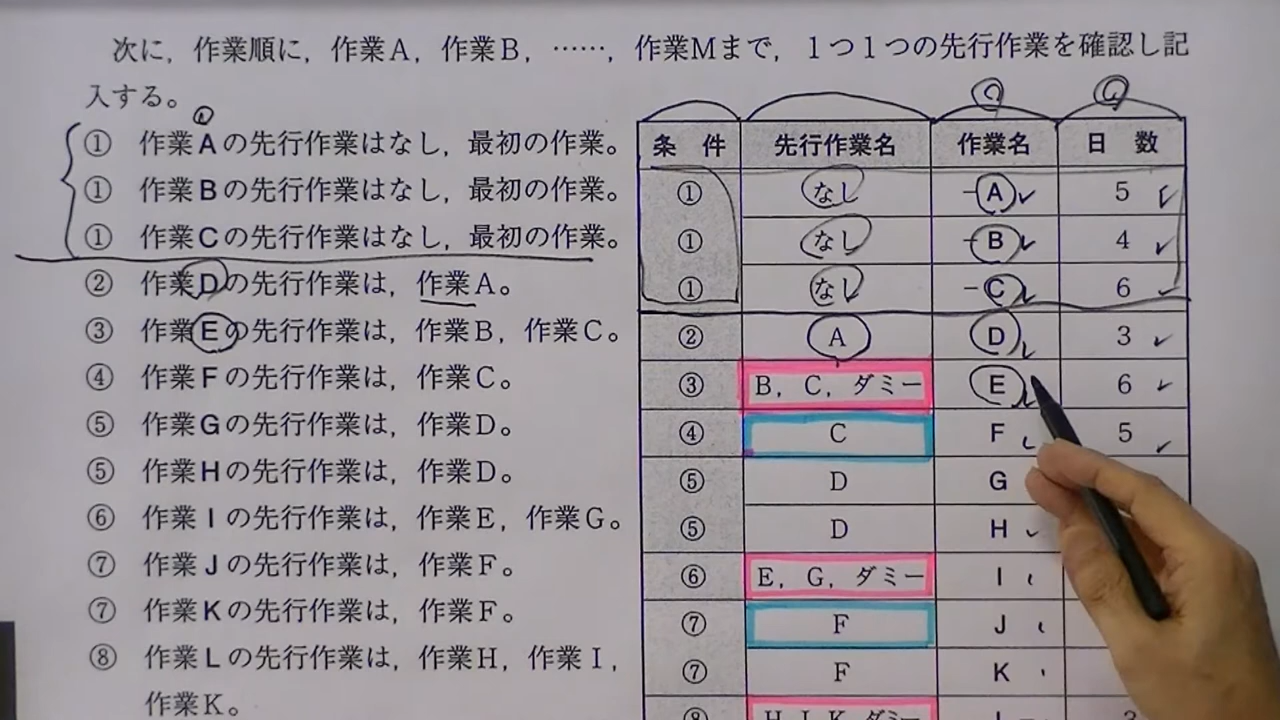 次に，作業順に，作業A，作業B，……，作業Mまで，1つ1つの先行作業を確認し記
入する。
① 作業Aの先行作業はなし，最初の作業。
① 作業Bの先行作業はなし，最初の作業。
① 作業Cの先行作業はなし，最初の作業。
② 作業Dの先行作業は，作業A。
③ 作業Eの先行作業は，作業B，作業C。
④ 作業Fの先行作業は，作業C。
⑤ 作業Gの先行作業は，作業D。
⑤ 作業Hの先行作業は，作業D。
⑥ 作業Iの先行作業は，作業E，作業G。
⑦ 作業Jの先行作業は，作業F。
⑦ 作業Kの先行作業は，作業F。
⑧ 作業Lの先行作業は，作業H，作業I，
作業K。
条件 先行作業名 作業名 日数
① なし A 5
① なし B 4
① なし C 6
② A D 3
③ B，C，ダミー E 6
④ C F 5
⑤ D G
⑤ D H
⑥ E，G，ダミー I
⑦ F J
⑦ F K
⑧ H，I，K，ダミー L